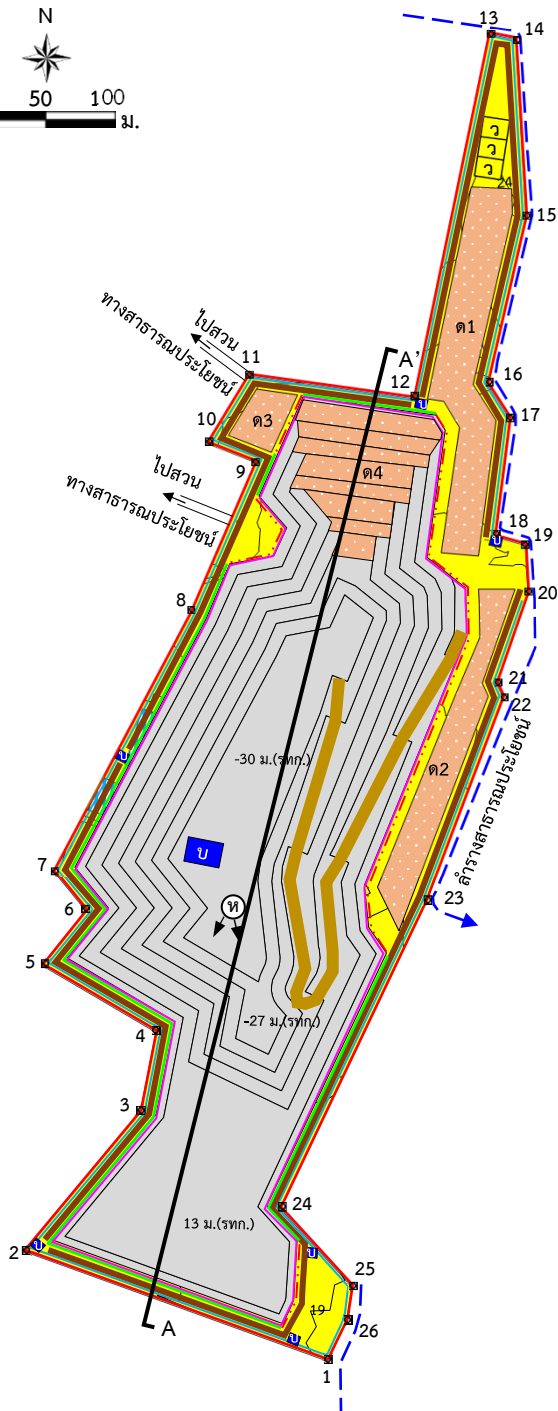 N
50 100
ม.
13
14
ว
ว
ว
24
15
ด1
ไปสวน
ทางสาธารณประโยชน์
11
A'
12
บ
16
17
10
ด3
9
ด4
ไปสวน
ทางสาธารณประโยชน์
18
บ
19
20
8
21
22
-30 ม.(รทก.)
ด2
ลำรางสาธารณประโยชน์
บ
บ
7
6
ห
23
5
-27 ม.(รทก.)
4
3
24
13 ม.(รทก.)
2
บ
บ
25
19
26
A
บ
1